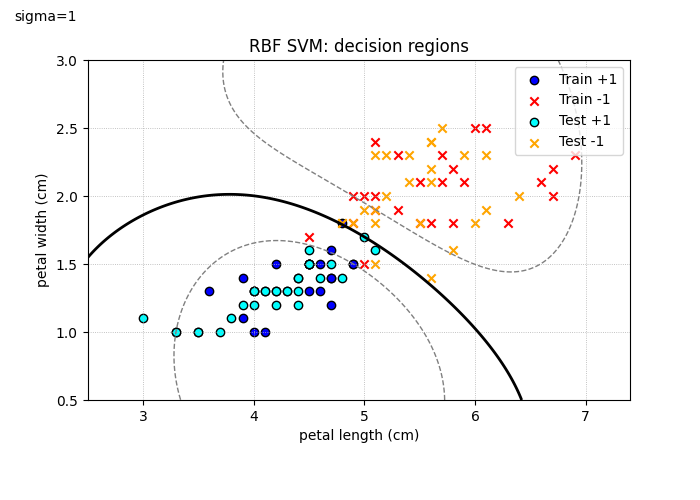 sigma=1
RBF SVM: decision regions
Train +1
Train -1
Test +1
Test -1
3.0
2.5
2.0
1.5
1.0
0.5
petal width (cm)
3 4 5 6 7
petal length (cm)